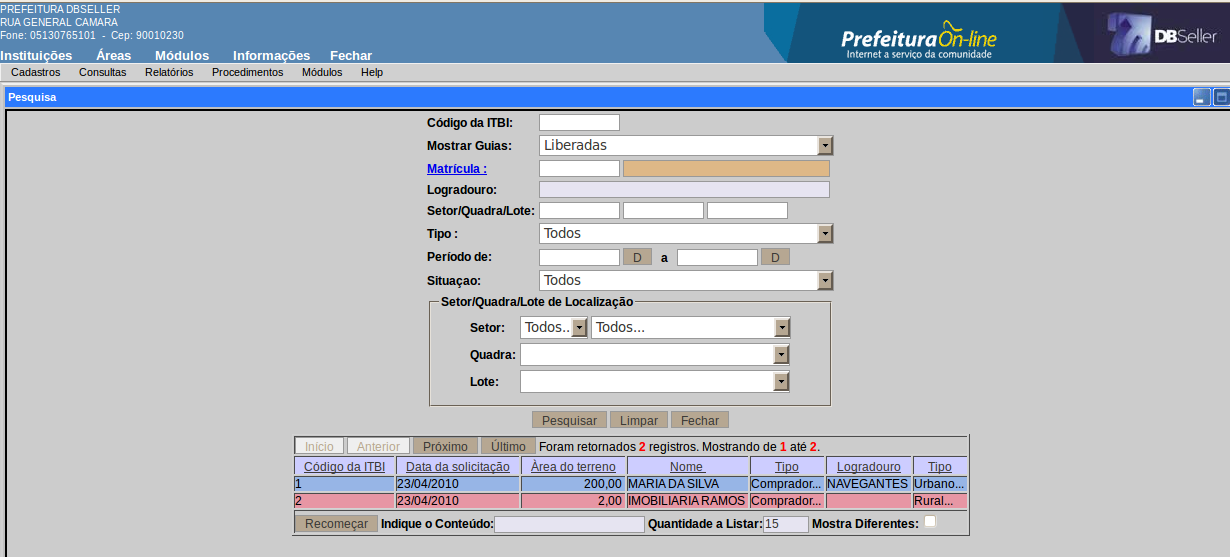 PREFEITURA DBSELLER
RUA GENERAL CAMARA
Fone: 05130765101 - Cep: 90010230
PrefeituraOn-line
Internet a serviço da comunidade
DBSeller
Instituições Áreas Módulos Informações Fechar
Cadastros Consultas Relatórios Procedimentos Módulos Help
Pesquisa
Código da ITBI:
Mostrar Guias: Liberadas
Matrícula :
Logradouro:
Setor/Quadra/Lote:
Tipo : Todos
Período de: D a D
Situaçao: Todos
Setor/Quadra/Lote de Localização
Setor: Todos.. Todos...
Quadra:
Lote:
Pesquisar Limpar Fechar
Início Anterior Próximo Último Foram retornados 2 registros. Mostrando de 1 até 2.
Código da ITBI Data da solicitação Àrea do terreno Nome Tipo Logradouro Tipo
1 23/04/2010 200,00 MARIA DA SILVA Comprador... NAVEGANTES Urbano...
2 23/04/2010 2,00 IMOBILIARIA RAMOS Comprador... Rural...
Recomeçar Indique o Conteúdo: Quantidade a Listar: 15 Mostra Diferentes: